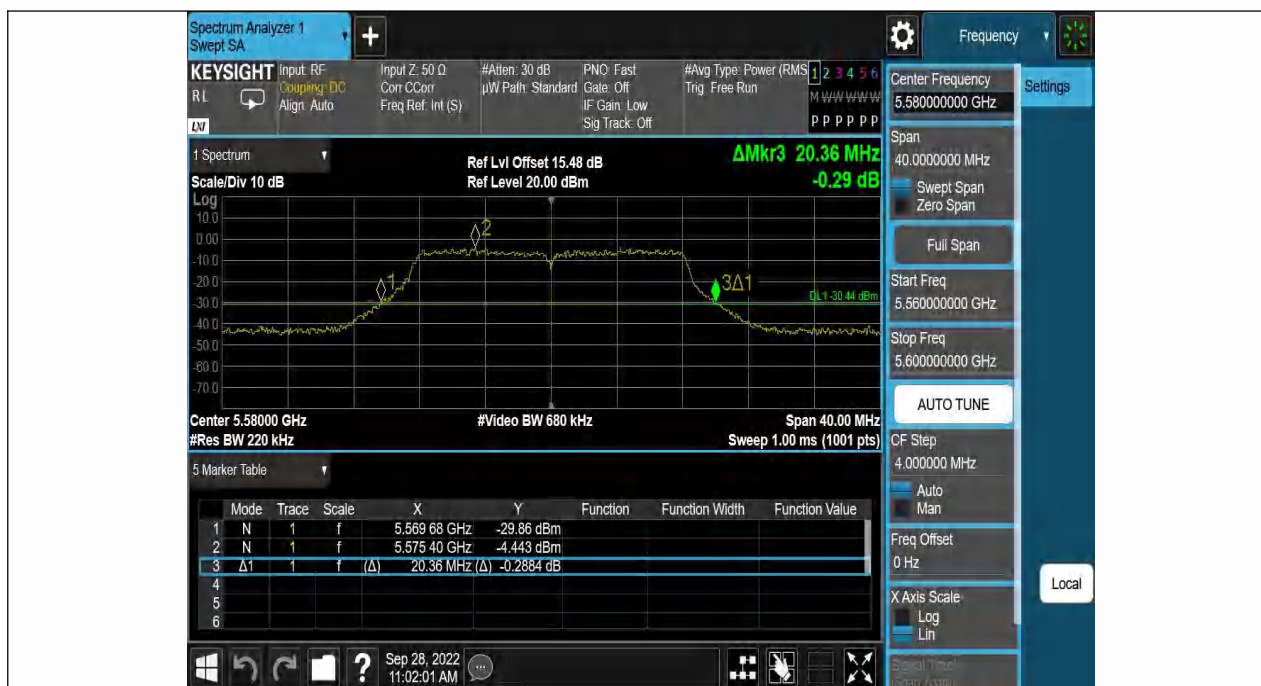 Spectrum Analyzer 1
Swept SA
+
Frequency
KEYSIGHT
RL
LXI
Input: RF
Coupling: DC
Align: Auto
Input Z: 50 Ω
Corr CCorr
Freq Ref: Int (S)
#Atten: 30 dB
µW Path: Standard
PNO: Fast
Gate: Off
IF Gain: Low
Sig Track: Off
#Avg Type: Power (RMS
Trig: Free Run
1 2 3 4 5 6
M W W W W W
P P P P P P
1 Spectrum
Scale/Div 10 dB
Ref Lvl Offset 15.48 dB
Ref Level 20.00 dBm
ΔMkr3 20.36 MHz
-0.29 dB
Log
10.0
0.00
-10.0
-20.0
-30.0
-40.0
-50.0
-60.0
-70.0
1
2
3Δ1
DL1 -30.44 dBm
Center 5.58000 GHz
#Video BW 680 kHz
Span 40.00 MHz
#Res BW 220 kHz
Sweep 1.00 ms (1001 pts)
5 Marker Table
Mode Trace Scale X Y Function Function Width Function Value
1 N 1 f 5.569 68 GHz -29.86 dBm
2 N 1 f 5.575 40 GHz -4.443 dBm
3 Δ1 1 f (Δ) 20.36 MHz (Δ) -0.2884 dB
4
5
6
?
Sep 28, 2022
11:02:01 AM
Center Frequency
5.580000000 GHz
Settings
Span
40.0000000 MHz
Swept Span
Zero Span
Full Span
Start Freq
5.560000000 GHz
Stop Freq
5.600000000 GHz
AUTO TUNE
CF Step
4.000000 MHz
Auto
Man
Freq Offset
0 Hz
X Axis Scale
Log
Lin
Local